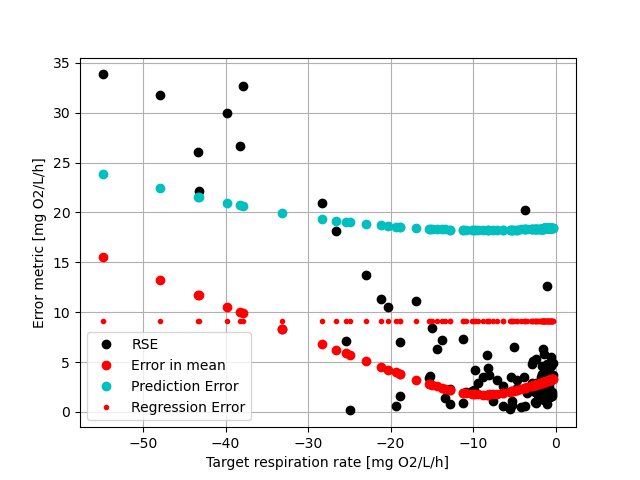 35
30
25
20
15
10
5
0
Error metric [mg O2/L/h]
RSE
Error in mean
Prediction Error
Regression Error
−50
−40
−30
−20
−10
0
Target respiration rate [mg O2/L/h]